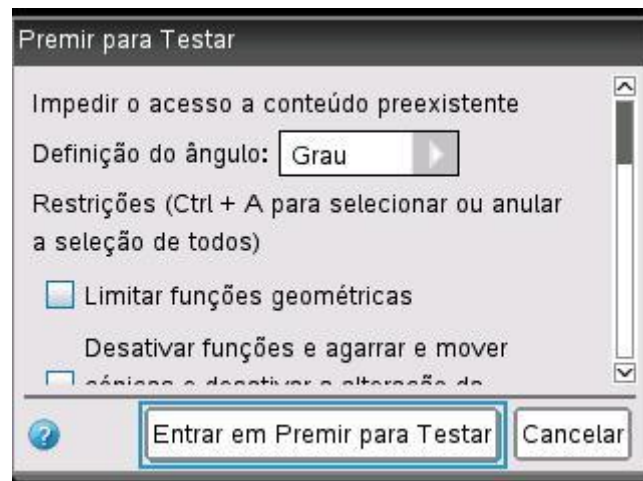 Premir para Testar
Impedir o acesso a conteúdo preexistente
Definição do ângulo: Grau
Restrições (Ctrl + A para selecionar ou anular
a seleção de todos)
Limitar funções geométricas
Desativar funções e agarrar e mover
Entrar em Premir para Testar
Cancelar